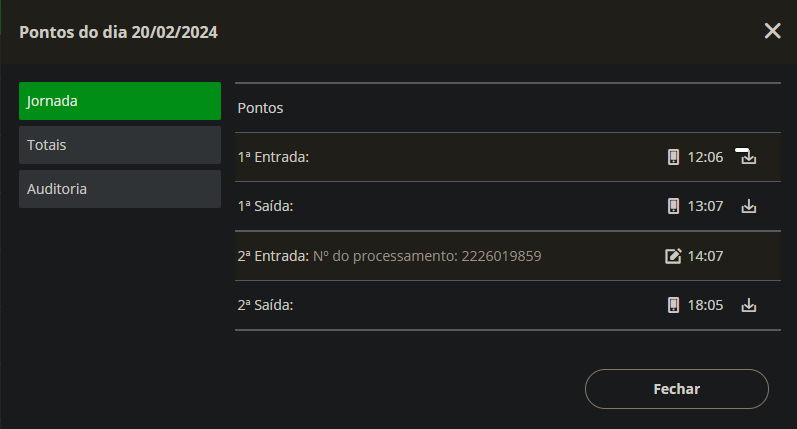 Pontos do dia 20/02/2024
Jornada
Totais
Auditoria
Pontos
1ª Entrada: 12:06
1ª Saída: 13:07
2ª Entrada: Nº do processamento: 2226019859 14:07
2ª Saída: 18:05
Fechar